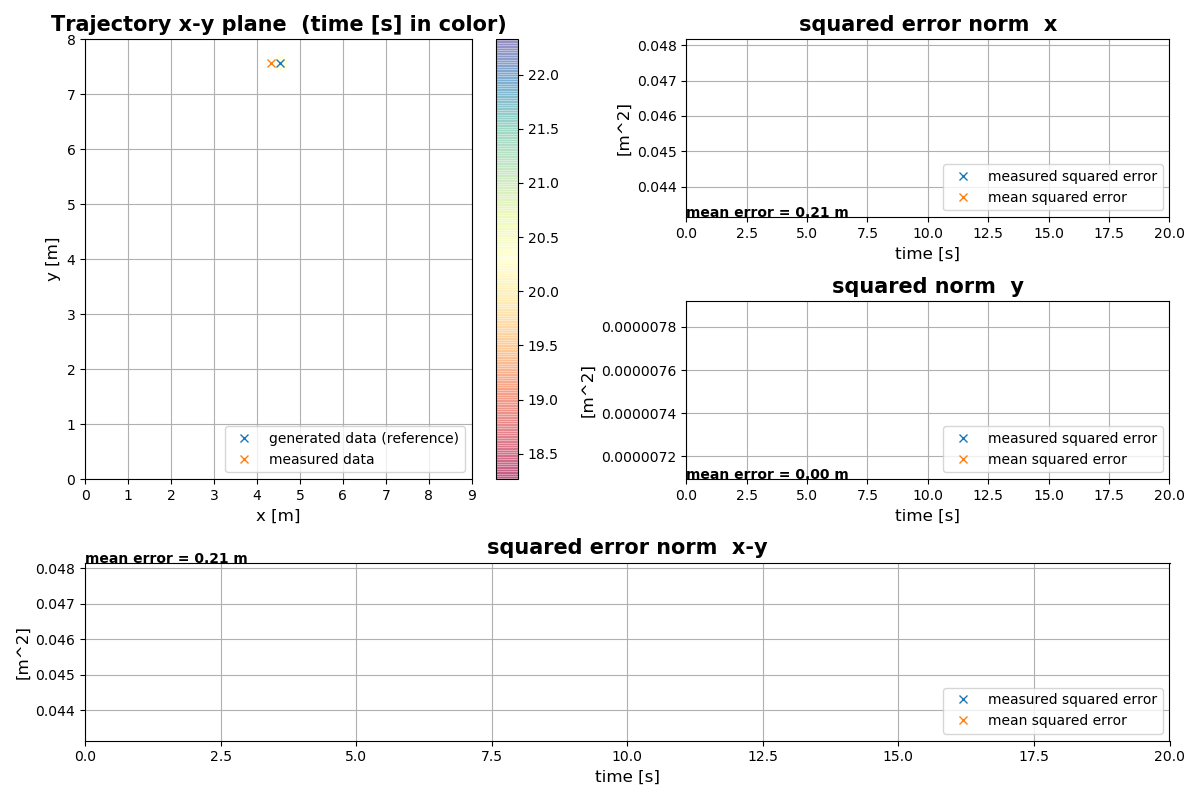 Trajectory x-y plane  (time [s] in color)
8
7
6
5
4
3
2
1
0
y [m]
0 1 2 3 4 5 6 7 8 9
x [m]
generated data (reference)
measured data
22.0
21.5
21.0
20.5
20.0
19.5
19.0
18.5
squared error norm  x
0.048
0.047
0.046
0.045
0.044
[m^2]
measured squared error
mean squared error
mean error = 0.21 m
0.0 2.5 5.0 7.5 10.0 12.5 15.0 17.5 20.0
time [s]
squared norm  y
0.0000078
0.0000076
0.0000074
0.0000072
[m^2]
measured squared error
mean squared error
mean error = 0.00 m
0.0 2.5 5.0 7.5 10.0 12.5 15.0 17.5 20.0
time [s]
squared error norm  x-y
mean error = 0.21 m
0.048
0.047
0.046
0.045
0.044
[m^2]
measured squared error
mean squared error
0.0 2.5 5.0 7.5 10.0 12.5 15.0 17.5 20.0
time [s]